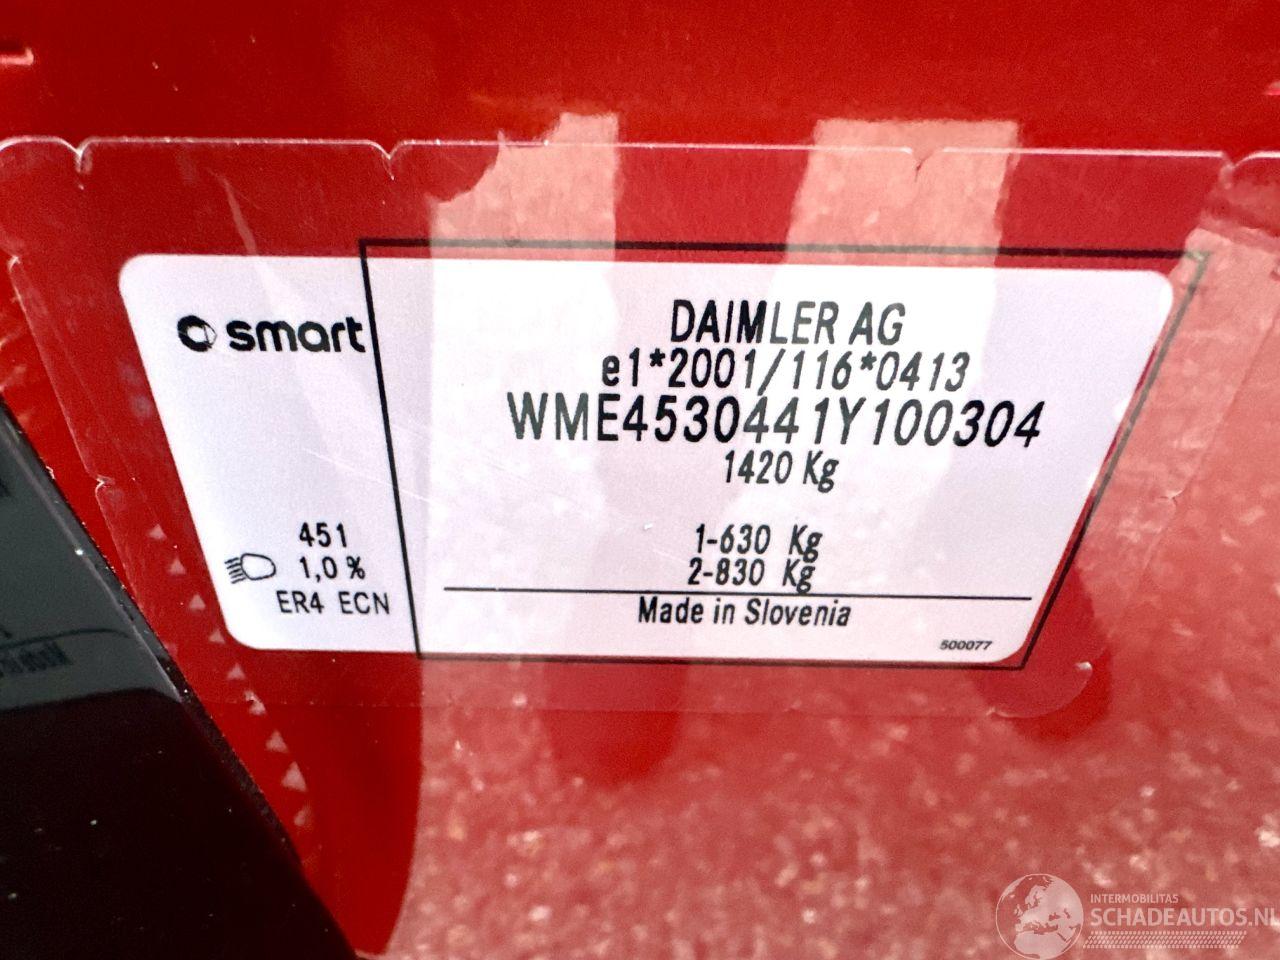 smart
DAIMLER AG
e1*2001/116*0413
WME4530441Y100304
1420 Kg
451
1,0 %
ER4 ECN
1-630 Kg
2-830 Kg
Made in Slovenia
500077
INTERMOBILITAS
SCHADEAUTOS.NL